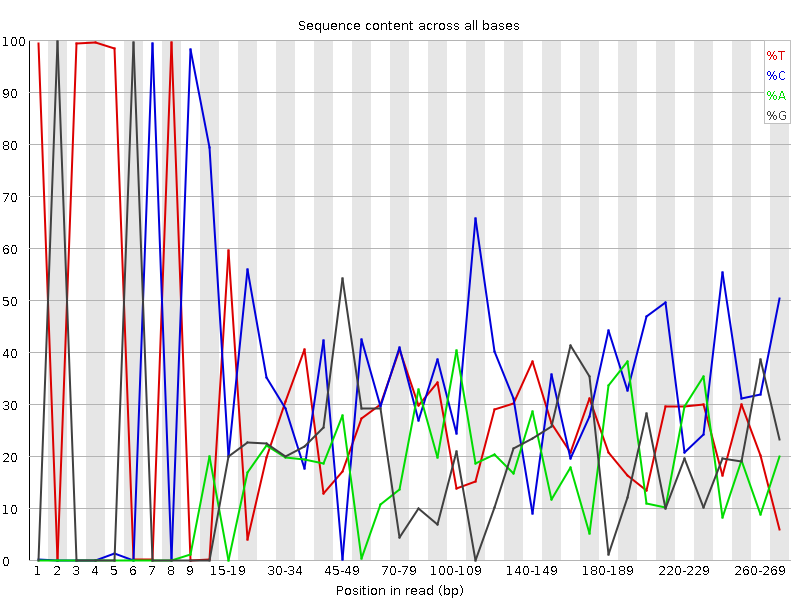 Sequence content across all bases
100
90
80
70
60
50
40
30
20
10
0
%T
%C
%A
%G
1 2 3 4 5 6 7 8 9 15-19 30-34 45-49 70-79 100-109 140-149 180-189 220-229 260-269
Position in read (bp)